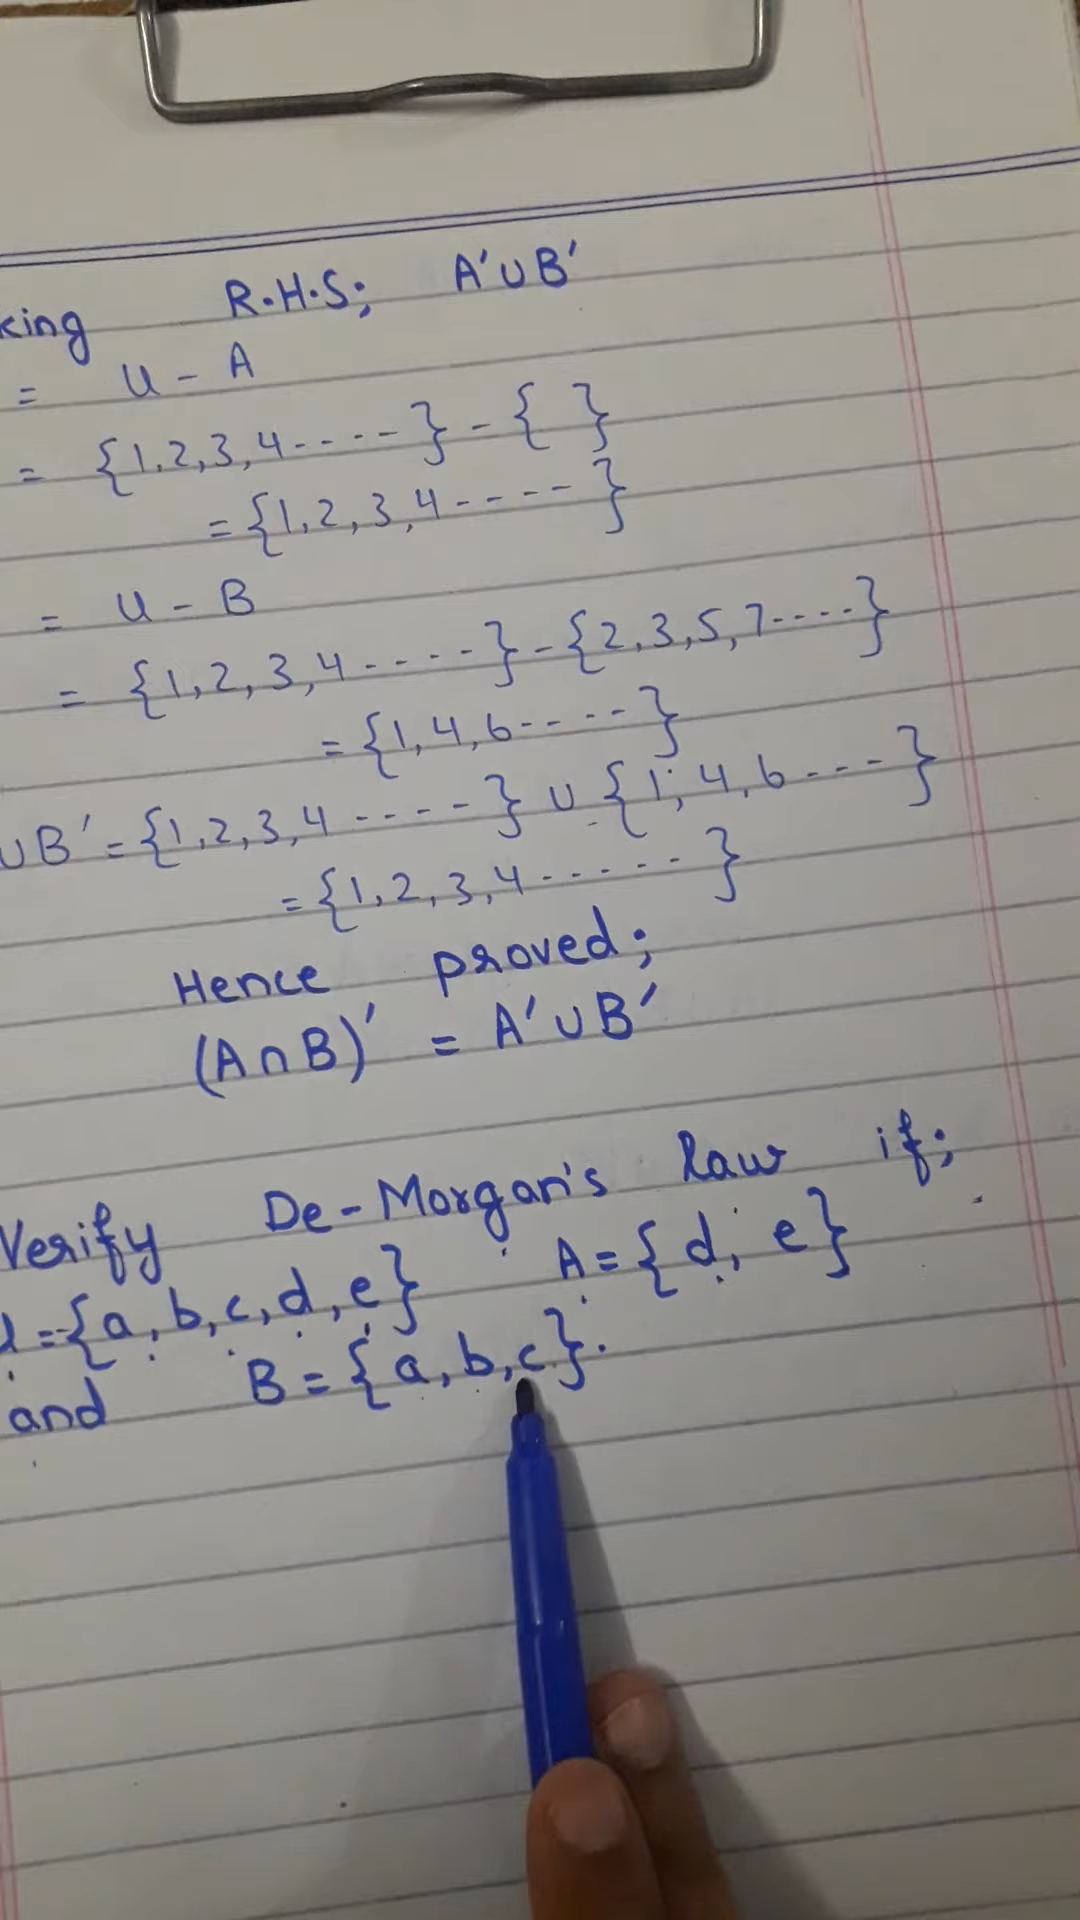 R.H.S; A'∪B'
= U - A
= {1,2,3,4----} - { }
= {1,2,3,4----}
= U - B
= {1,2,3,4----} - {2,3,5,7----}
= {1,4,6----}
∪B' = {1,2,3,4----} ∪ {1,4,6---}
= {1,2,3,4-----}
Hence proved;
(A∩B)' = A'∪B'
Verify De-Morgan's law if;
={a,b,c,d,e} A={d,e}
and B={a,b,c}.